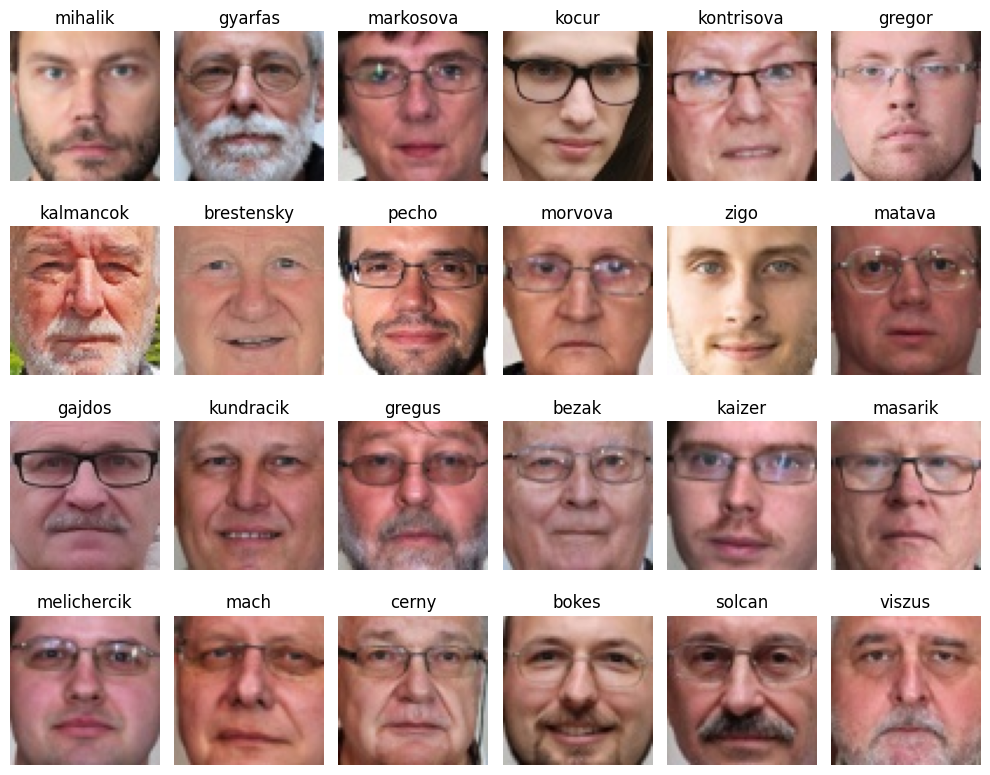 mihalik gyarfas markosova kocur kontrisova gregor
kalmancok brestensky pecho morvova zigo matava
gajdos kundracik gregus bezak kaizer masarik
melichercik mach cerny bokes solcan viszus